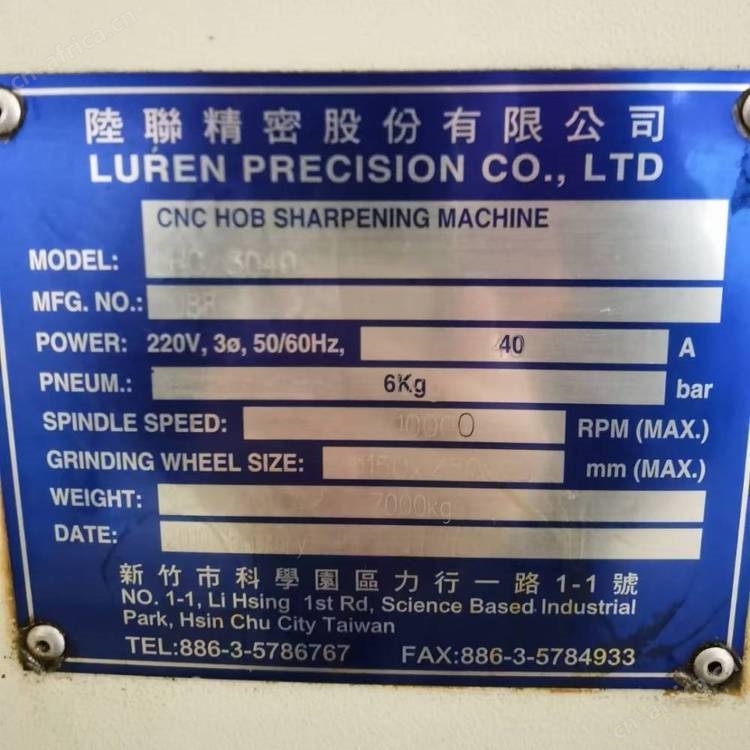 陸聯精密股份有限公司
LUREN PRECISION CO., LTD
CNC HOB SHARPENING MACHINE
MODEL: 3040
MFG. NO.:
POWER: 220V, 3ø, 50/60Hz, 40 A
PNEUM.: 6Kg bar
SPINDLE SPEED: 10000 RPM (MAX.)
GRINDING WHEEL SIZE: mm (MAX.)
WEIGHT: 7000kg
DATE:
新竹市科學園區力行一路 1-1 號
NO. 1-1, Li Hsing 1st Rd, Science Based Industrial
Park, Hsin Chu City Taiwan
TEL:886-3-5786767 FAX:886-3-5784933